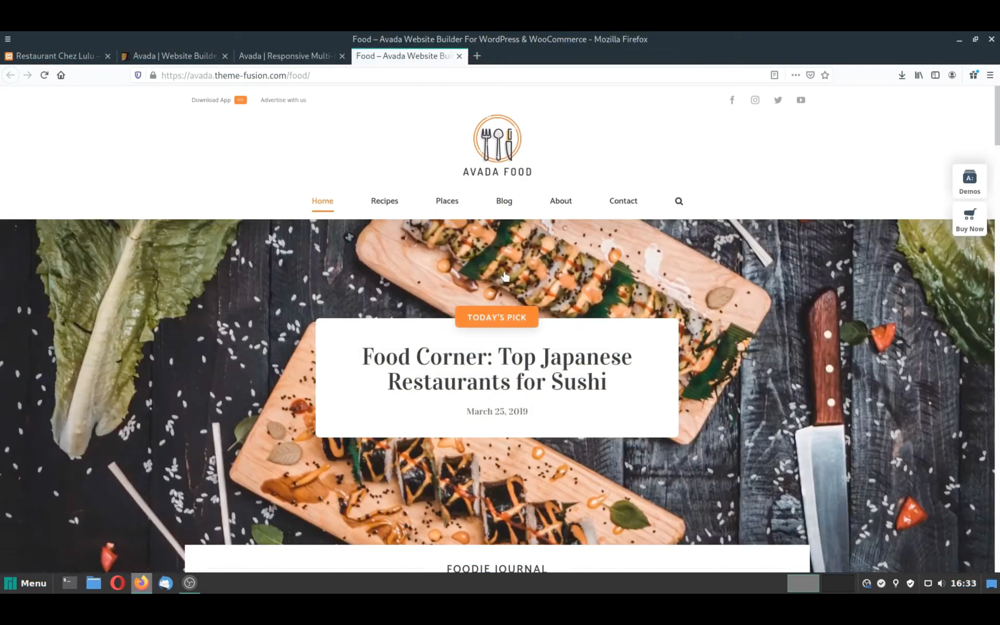 Food – Avada Website Builder For WordPress & WooCommerce - Mozilla Firefox
Restaurant Chez Lulu –
Avada | Website Builde
Avada | Responsive Multi-
Food – Avada Website Bui
https://avada.theme-fusion.com/food/
Download App iOS Advertise with us
AVADA FOOD
Home Recipes Places Blog About Contact
A:
Demos
Buy Now
TODAY'S PICK
Food Corner: Top Japanese
Restaurants for Sushi
March 25, 2019
FOODIE JOURNAL
Menu
REC
16:33